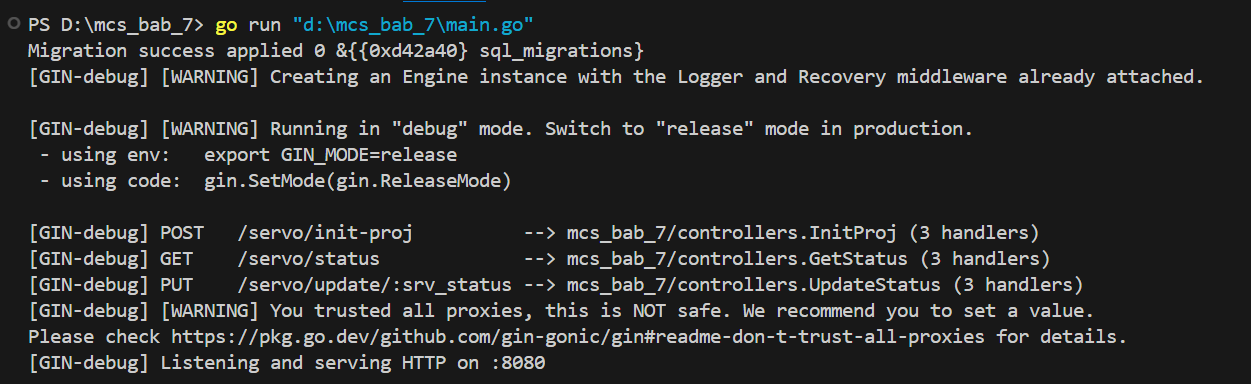 PS D:\mcs_bab_7> go run "d:\mcs_bab_7\main.go"
Migration success applied 0 &{{0xd42a40} sql_migrations}
[GIN-debug] [WARNING] Creating an Engine instance with the Logger and Recovery middleware already attached.
[GIN-debug] [WARNING] Running in "debug" mode. Switch to "release" mode in production.
 - using env:   export GIN_MODE=release
 - using code:  gin.SetMode(gin.ReleaseMode)
[GIN-debug] POST   /servo/init-proj          --> mcs_bab_7/controllers.InitProj (3 handlers)
[GIN-debug] GET    /servo/status             --> mcs_bab_7/controllers.GetStatus (3 handlers)
[GIN-debug] PUT    /servo/update/:srv_status --> mcs_bab_7/controllers.UpdateStatus (3 handlers)
[GIN-debug] [WARNING] You trusted all proxies, this is NOT safe. We recommend you to set a value.
Please check https://pkg.go.dev/github.com/gin-gonic/gin#readme-don-t-trust-all-proxies for details.
[GIN-debug] Listening and serving HTTP on :8080